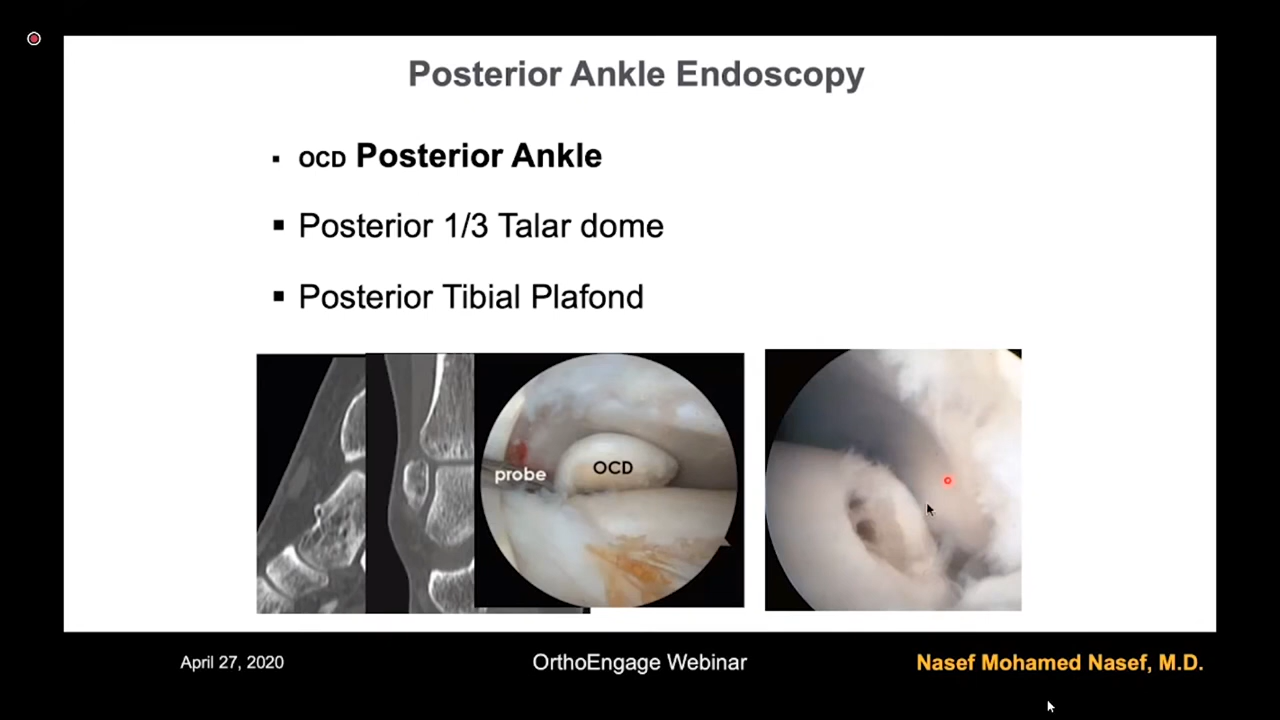 Posterior Ankle Endoscopy
▪ OCD Posterior Ankle
▪ Posterior 1/3 Talar dome
▪ Posterior Tibial Plafond
probe
OCD
April 27, 2020
OrthoEngage Webinar
Nasef Mohamed Nasef, M.D.